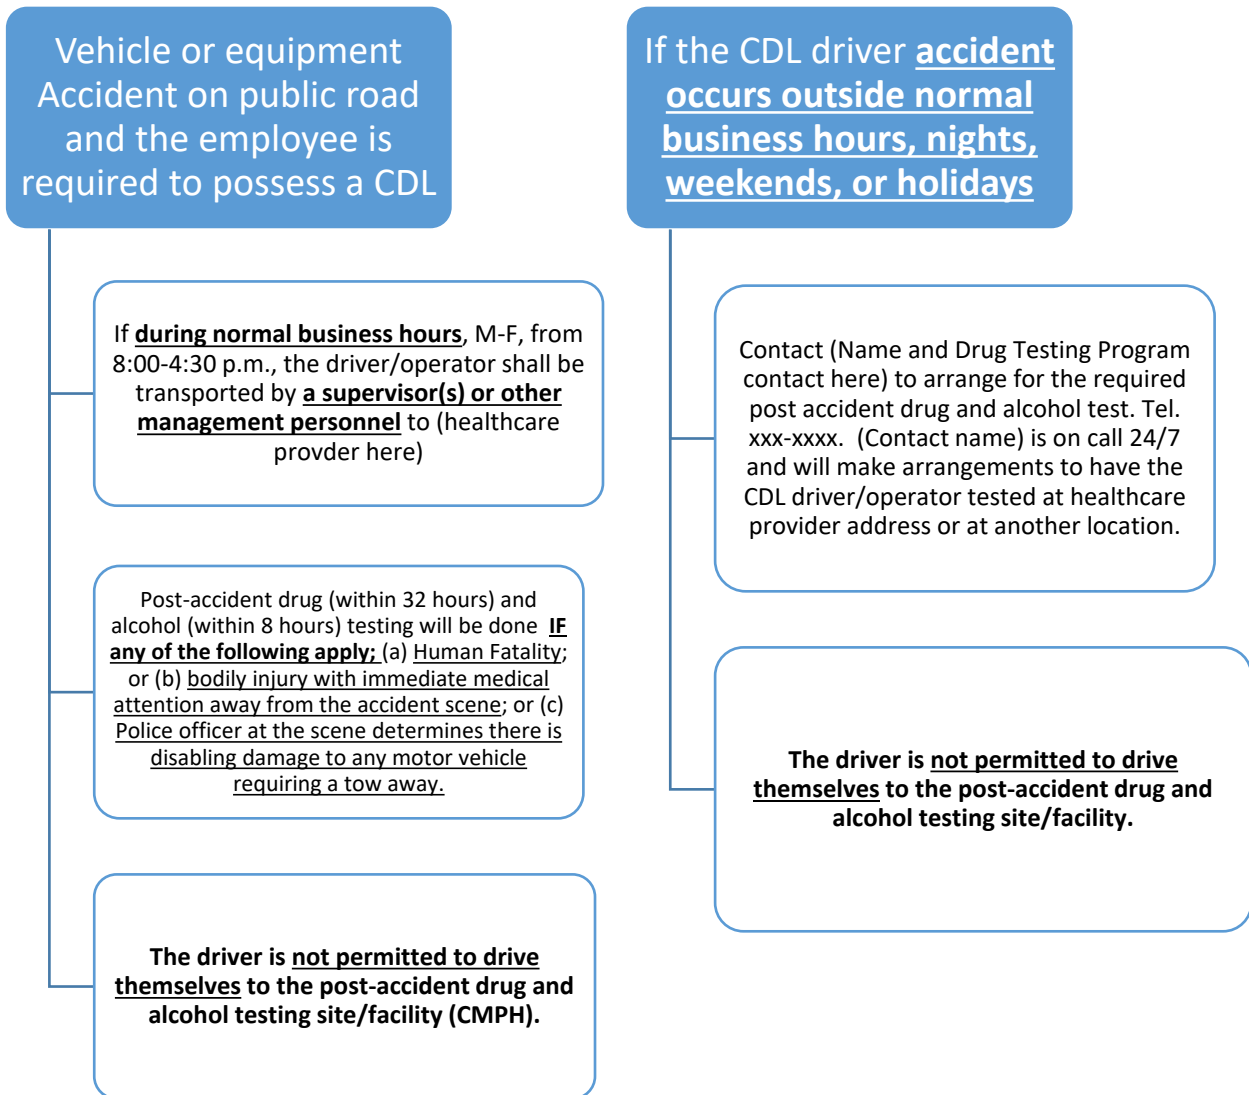 Vehicle or equipment
Accident on public road
and the employee is
required to possess a CDL
If during normal business hours, M-F, from
8:00-4:30 p.m., the driver/operator shall be
transported by a supervisor(s) or other
management personnel to (healthcare
provder here)
Post-accident drug (within 32 hours) and
alcohol (within 8 hours) testing will be done IF
any of the following apply; (a) Human Fatality;
or (b) bodily injury with immediate medical
attention away from the accident scene; or (c)
Police officer at the scene determines there is
disabling damage to any motor vehicle
requiring a tow away.
The driver is not permitted to drive
themselves to the post-accident drug and
alcohol testing site/facility (CMPH).
If the CDL driver accident
occurs outside normal
business hours, nights,
weekends, or holidays
Contact (Name and Drug Testing Program
contact here) to arrange for the required
post accident drug and alcohol test. Tel.
xxx-xxxx. (Contact name) is on call 24/7
and will make arrangements to have the
CDL driver/operator tested at healthcare
provider address or at another location.
The driver is not permitted to drive
themselves to the post-accident drug and
alcohol testing site/facility.